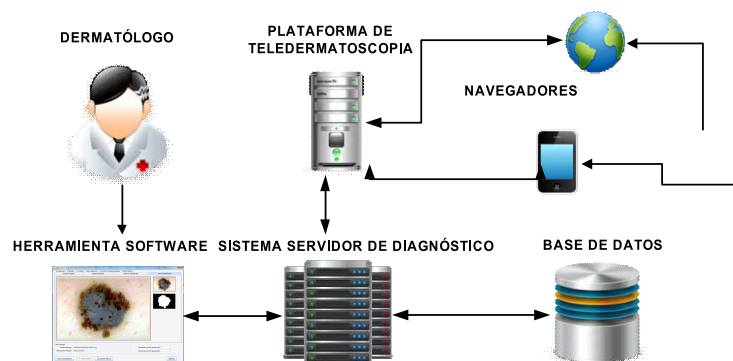 DERMATÓLOGO
PLATAFORMA DE
TELEDERMATOSCOPIA
NAVEGADORES
HERRAMIENTA SOFTWARE
SISTEMA SERVIDOR DE DIAGNÓSTICO
BASE DE DATOS